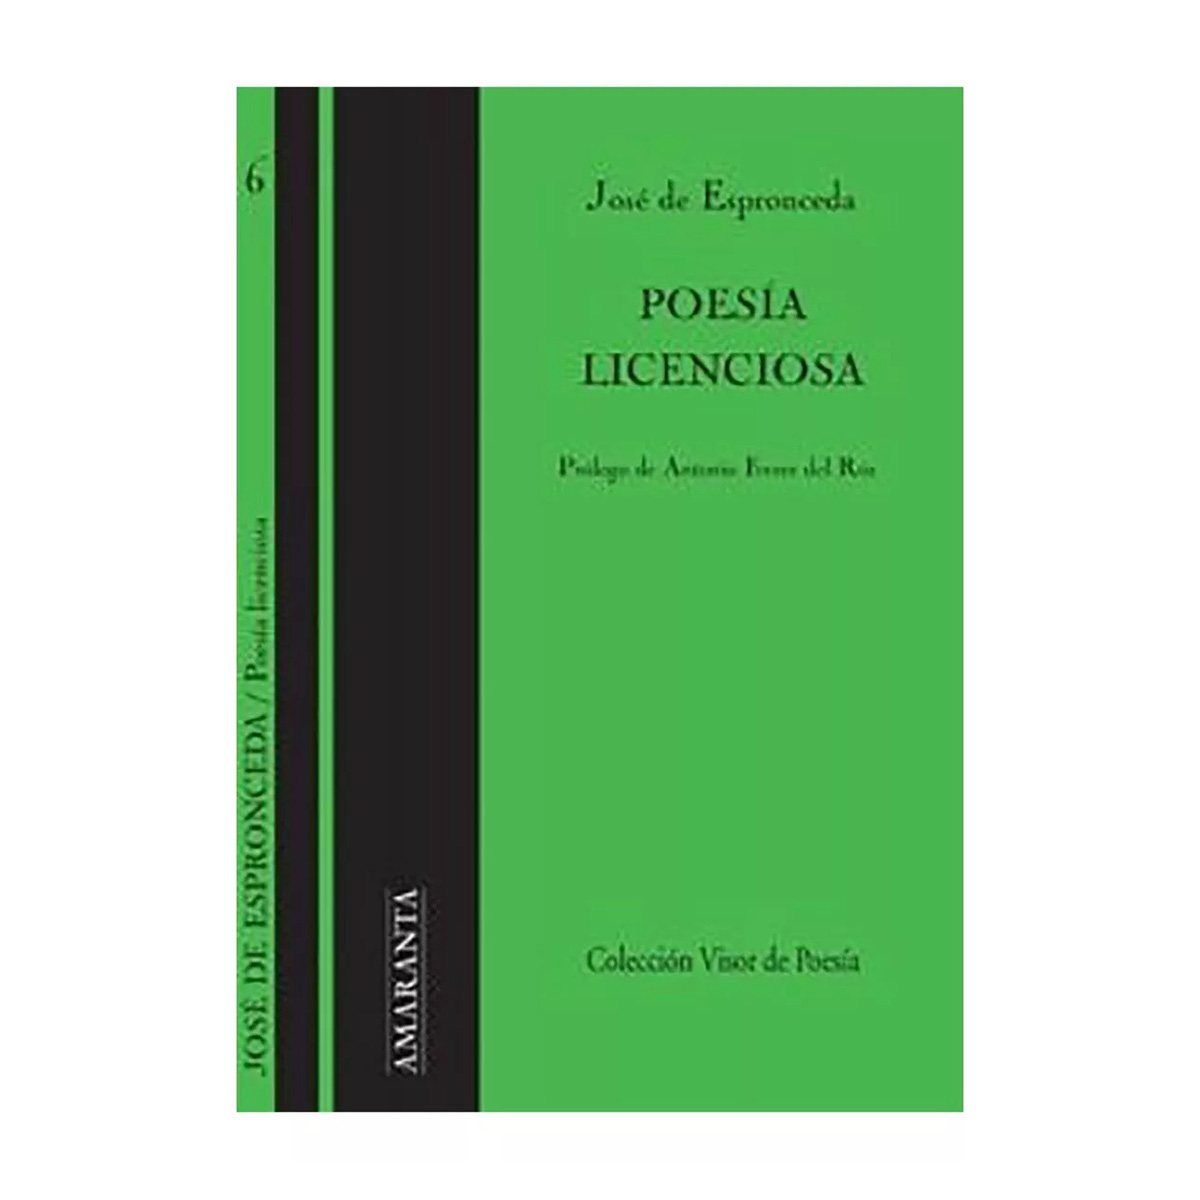 6
JOSÉ DE ESPRONCEDA / Poesía licenciosa
AMARANTA
José de Espronceda
POESÍA
LICENCIOSA
Prólogo de Antonio Ferrer del Río
Colección Visor de Poesía